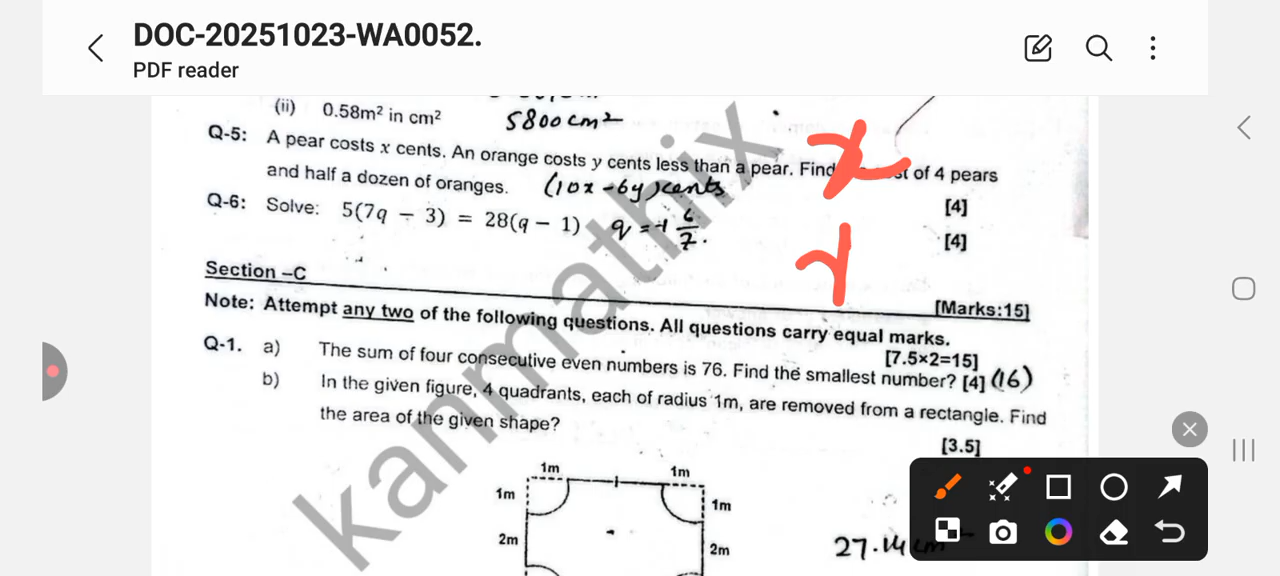 DOC-20251023-WA0052.
PDF reader
(ii) 0.58m² in cm² 5800 cm²
Q-5: A pear costs x cents. An orange costs y cents less than a pear. Find of 4 pears
and half a dozen of oranges. (10x - 6y) cents [4]
Q-6: Solve: 5(7q − 3) = 28(q − 1) q = -1 6/7. [4]
x
y
Section –C [Marks:15]
Note: Attempt any two of the following questions. All questions carry equal marks.
[7.5×2=15]
Q-1. a) The sum of four consecutive even numbers is 76. Find the smallest number? [4] (16)
b) In the given figure, 4 quadrants, each of radius 1m, are removed from a rectangle. Find
the area of the given shape? [3.5]
1m 1m
1m 1m
2m 2m
27.14 cm
kanmathix